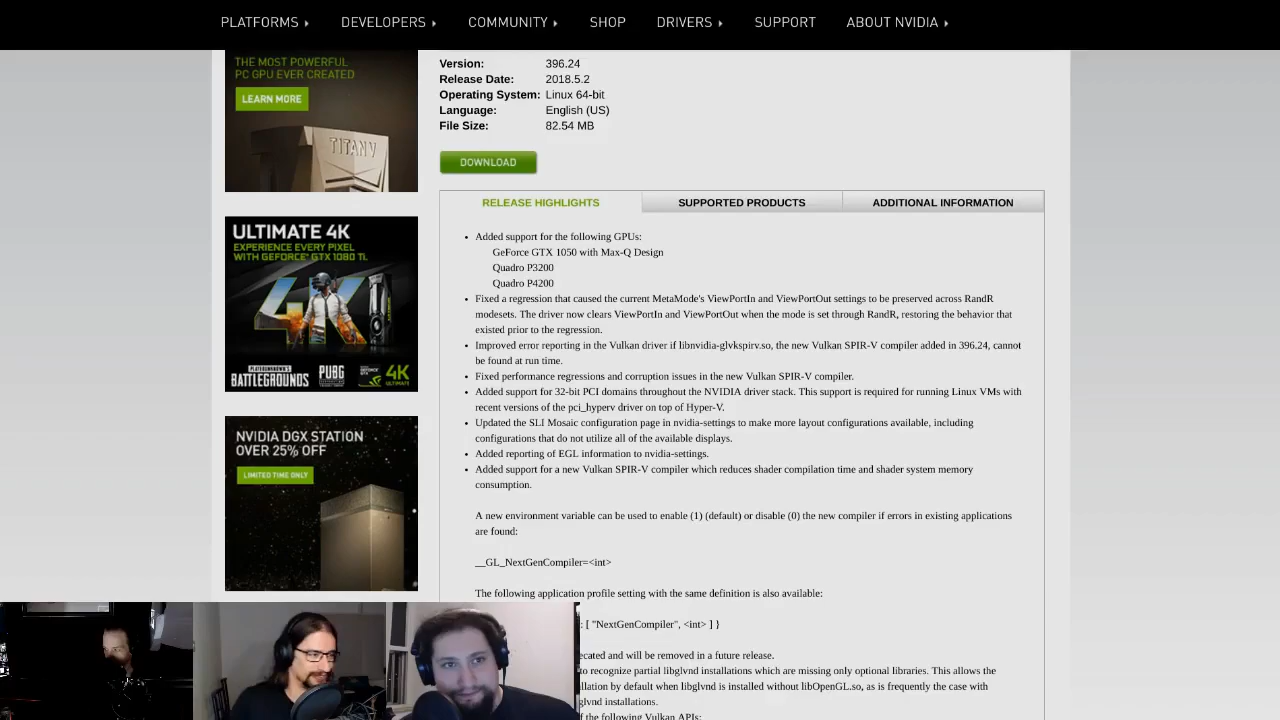 PLATFORMS DEVELOPERS COMMUNITY SHOP DRIVERS SUPPORT ABOUT NVIDIA
THE MOST POWERFUL
PC GPU EVER CREATED
LEARN MORE
TITAN V
ULTIMATE 4K
EXPERIENCE EVERY PIXEL
WITH GEFORCE® GTX 1080 TI.
4K
PLAYERUNKNOWN'S
BATTLEGROUNDS
PUBG
4K
ULTIMATE
NVIDIA DGX STATION
OVER 25% OFF
LIMITED TIME ONLY
Version: 396.24
Release Date: 2018.5.2
Operating System: Linux 64-bit
Language: English (US)
File Size: 82.54 MB
DOWNLOAD
RELEASE HIGHLIGHTS SUPPORTED PRODUCTS ADDITIONAL INFORMATION
• Added support for the following GPUs:
GeForce GTX 1050 with Max-Q Design
Quadro P3200
Quadro P4200
• Fixed a regression that caused the current MetaMode's ViewPortIn and ViewPortOut settings to be preserved across RandR
modesets. The driver now clears ViewPortIn and ViewPortOut when the mode is set through RandR, restoring the behavior that
existed prior to the regression.
• Improved error reporting in the Vulkan driver if libnvidia-glvkspirv.so, the new Vulkan SPIR-V compiler added in 396.24, cannot
be found at run time.
• Fixed performance regressions and corruption issues in the new Vulkan SPIR-V compiler.
• Added support for 32-bit PCI domains throughout the NVIDIA driver stack. This support is required for running Linux VMs with
recent versions of the pci_hyperv driver on top of Hyper-V.
• Updated the SLI Mosaic configuration page in nvidia-settings to make more layout configurations available, including
configurations that do not utilize all of the available displays.
• Added reporting of EGL information to nvidia-settings.
• Added support for a new Vulkan SPIR-V compiler which reduces shader compilation time and shader system memory
consumption.
A new environment variable can be used to enable (1) (default) or disable (0) the new compiler if errors in existing applications
are found:
__GL_NextGenCompiler=<int>
The following application profile setting with the same definition is also available:
: [ "NextGenCompiler", <int> ] }
ecated and will be removed in a future release.
to recognize partial libglvnd installations which are missing only optional libraries. This allows the
llation by default when libglvnd is installed without libOpenGL.so, as is frequently the case with
glvnd installations.
f the following Vulkan APIs: